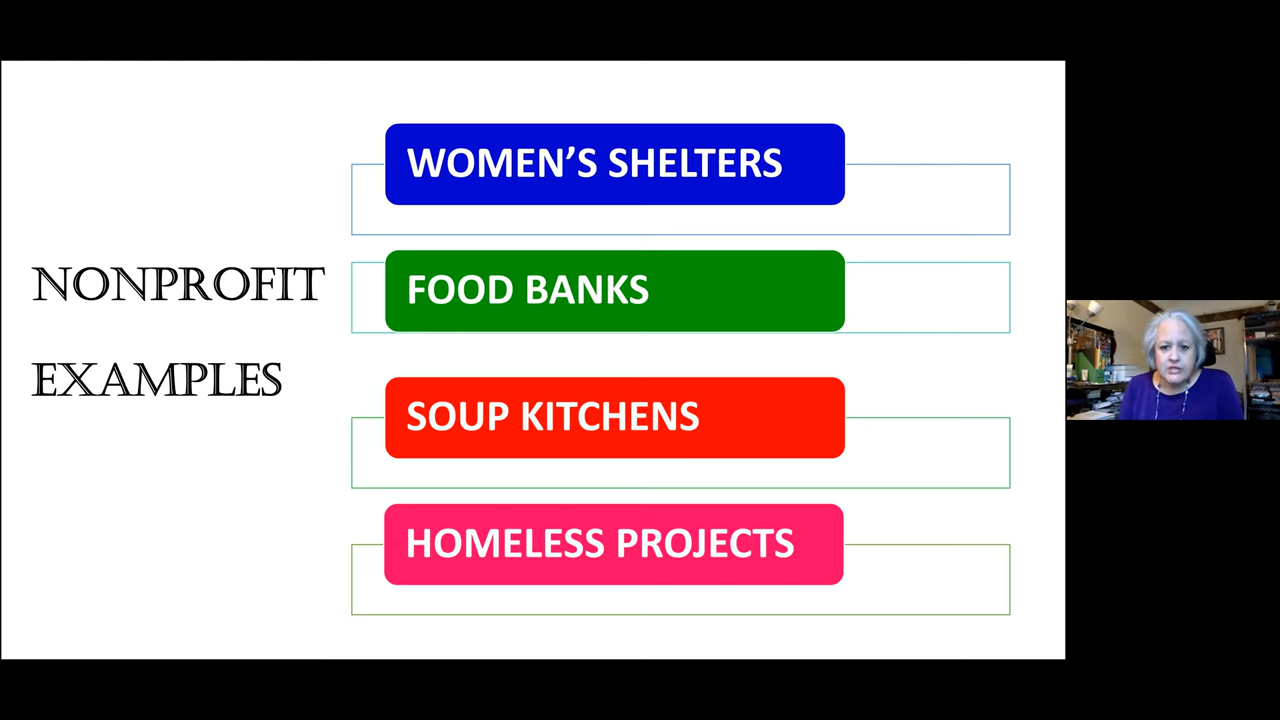 NONPROFIT
EXAMPLES
WOMEN’S SHELTERS
FOOD BANKS
SOUP KITCHENS
HOMELESS PROJECTS